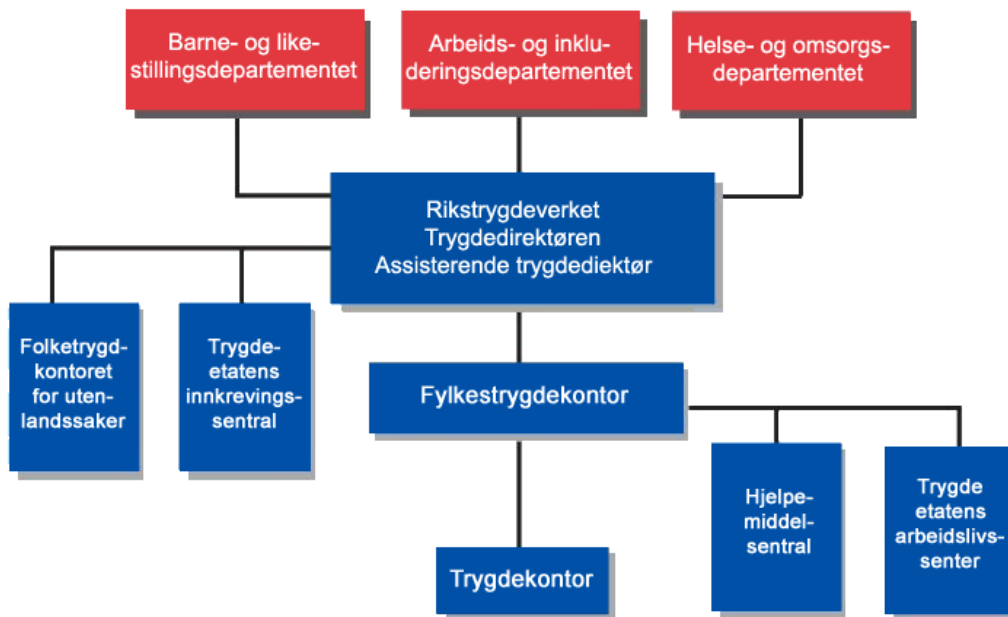 Barne- og like-
stillingsdepartementet
Arbeids- og inklu-
deringsdepartementet
Helse- og omsorgs-
departementet
Rikstrygdeverket
Trygdedirektøren
Assisterende trygdediektør
Folketrygd-
kontoret
for uten-
landssaker
Trygde-
etatens
innkrevings-
sentral
Fylkestrygdekontor
Hjelpe-
middel-
sentral
Trygde
etatens
arbeidslivs-
senter
Trygdekontor